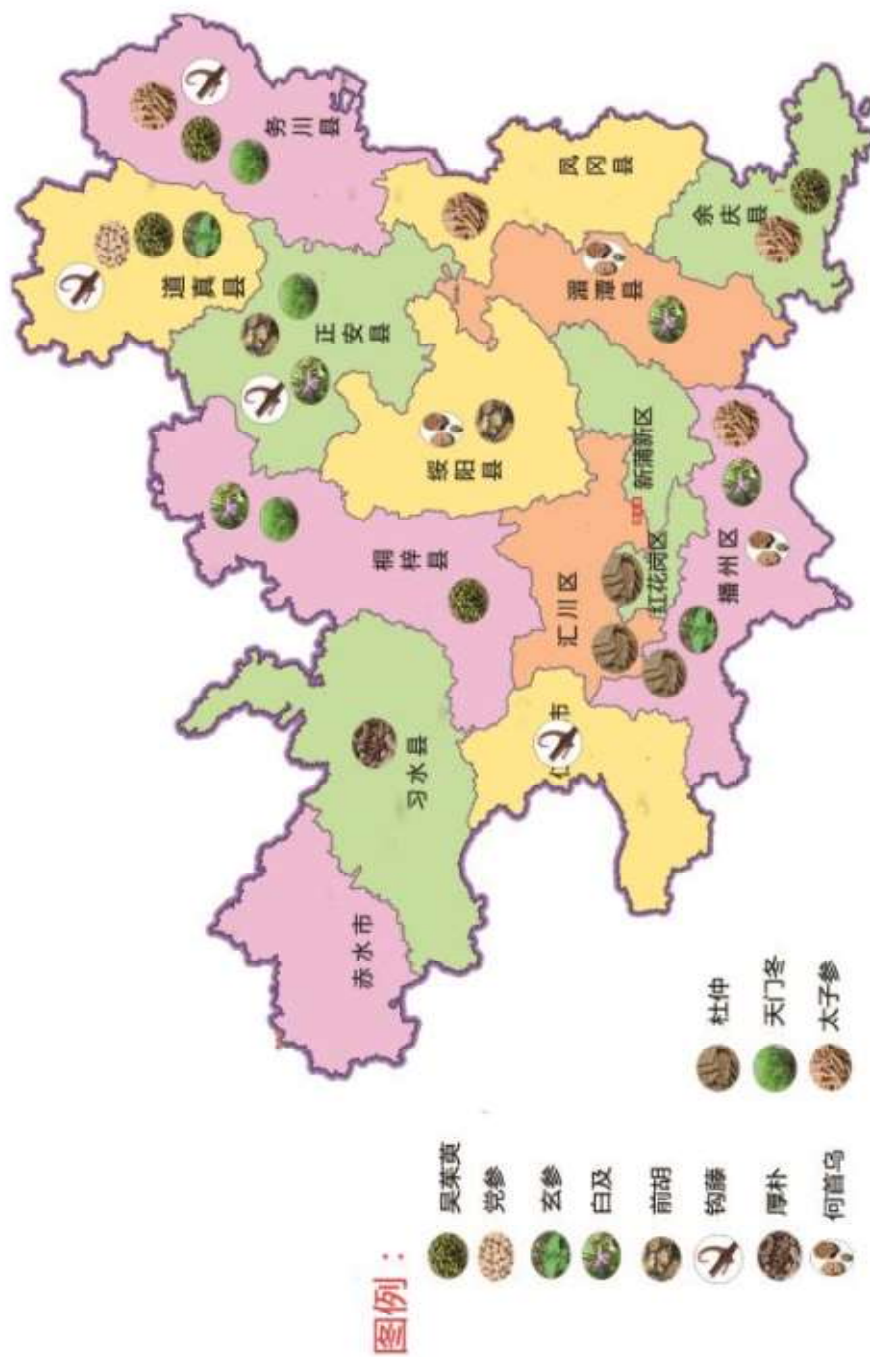 务川县
道真县
正安县
凤冈县
余庆县
湄潭县
绥阳县
桐梓县
新蒲新区
红花岗区
汇川区
播州区
习水县
市
赤水市
图例：
吴茱萸
党参
玄参
白及
前胡
钩藤
厚朴
何首乌
杜仲
天门冬
太子参